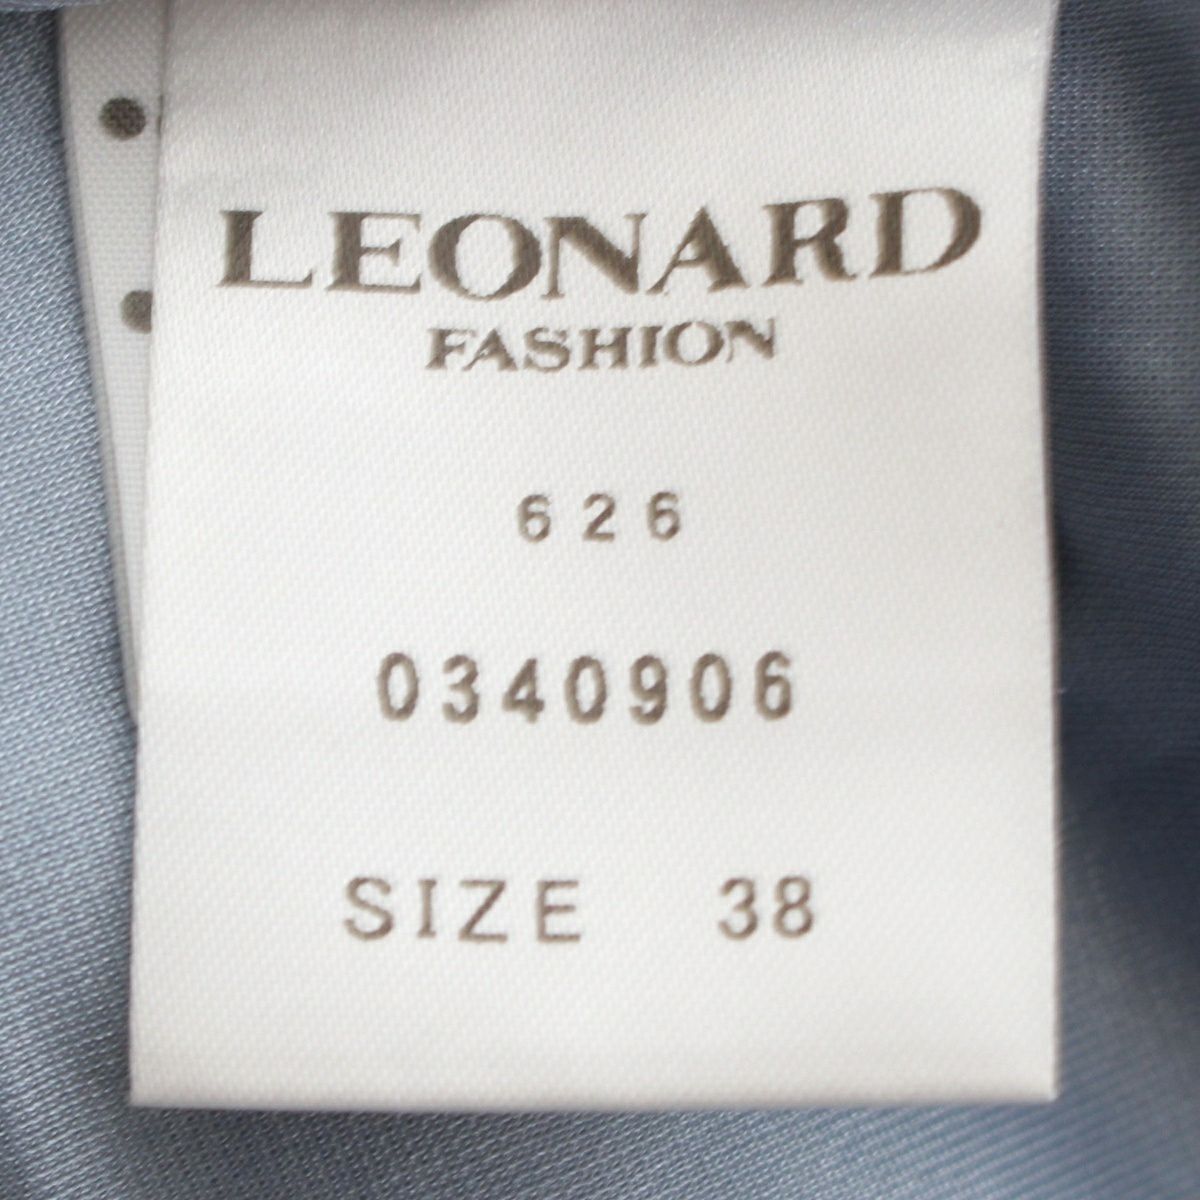 LEONARD
FASHION
626
0340906
SIZE 38